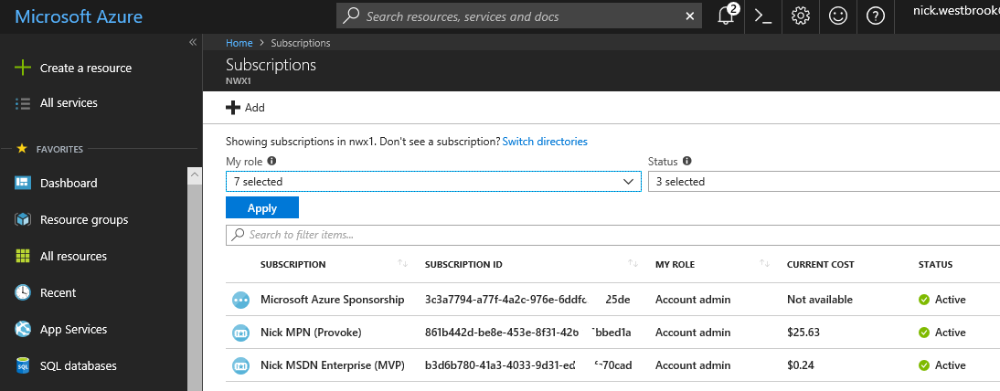 Microsoft Azure
Search resources, services and docs
2
nick.westbrook@
Create a resource
All services
FAVORITES
Dashboard
Resource groups
All resources
Recent
App Services
SQL databases
Home > Subscriptions
Subscriptions
NWX1
Add
Showing subscriptions in nwx1. Don't see a subscription? Switch directories
My role Status
7 selected 3 selected
Apply
Search to filter items...
SUBSCRIPTION SUBSCRIPTION ID MY ROLE CURRENT COST STATUS
Microsoft Azure Sponsorship 3c3a7794-a77f-4a2c-976e-6ddfc 25de Account admin Not available Active
Nick MPN (Provoke) 861b442d-be8e-453e-8f31-42b bbed1a Account admin $25.63 Active
Nick MSDN Enterprise (MVP) b3d6b780-41a3-4033-9d31-ed -70cad Account admin $0.24 Active